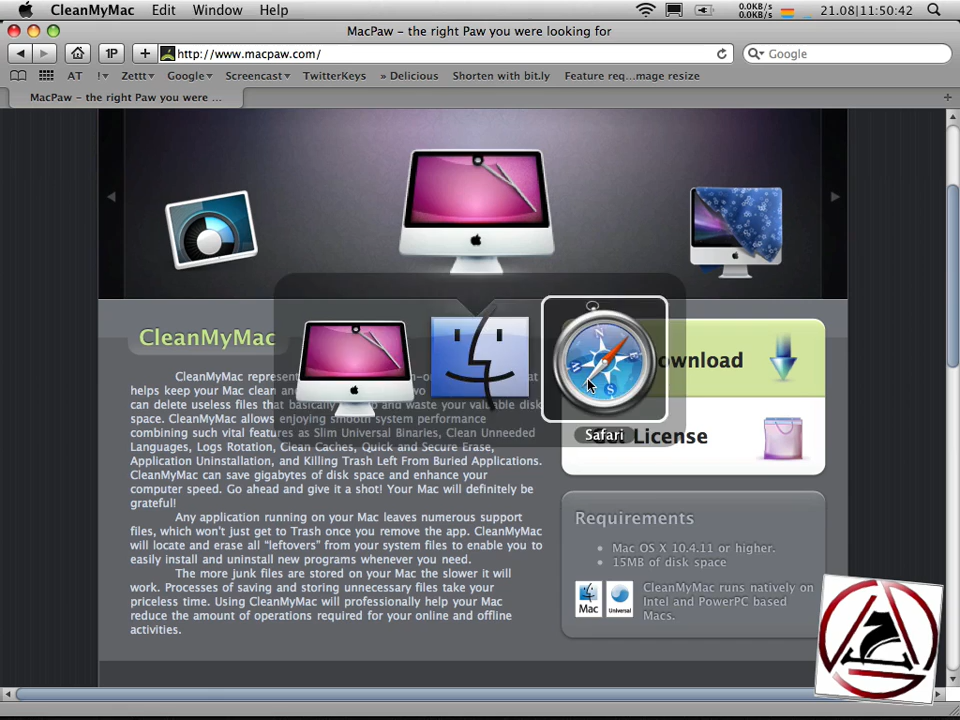 CleanMyMac Edit Window Help 0.0KB/s 0.0KB/s 21.08|11:50:42
MacPaw – the right Paw you were looking for
1P + http://www.macpaw.com/ Google
AT !▾ Zettt▾ Google▾ Screencast▾ TwitterKeys » Delicious Shorten with bit.ly Feature req...mage resize
MacPaw – the right Paw you were ...
CleanMyMac
CleanMyMac
helps keep your Mac clean
can delete useless files that basically and waste your valuable disk
space. CleanMyMac allows enjoying smooth system performance
combining such vital features as Slim Universal Binaries, Clean Unneeded
Languages, Logs Rotation, Clean Caches, Quick and Secure Erase,
Application Uninstallation, and Killing Trash Left From Buried Applications.
CleanMyMac can save gigabytes of disk space and enhance your
computer speed. Go ahead and give it a shot! Your Mac will definitely be
grateful!
Any application running on your Mac leaves numerous support
files, which won't just get to Trash once you remove the app. CleanMyMac
will locate and erase all "leftovers" from your system files to enable you to
easily install and uninstall new programs whenever you need.
The more junk files are stored on your Mac the slower it will
work. Processes of saving and storing unnecessary files take your
priceless time. Using CleanMyMac will professionally help your Mac
reduce the amount of operations required for your online and offline
activities.
Safari
ownload
License
Requirements
Mac OS X 10.4.11 or higher.
15MB of disk space
Mac Universal
CleanMyMac runs natively on
Intel and PowerPC based
Macs.